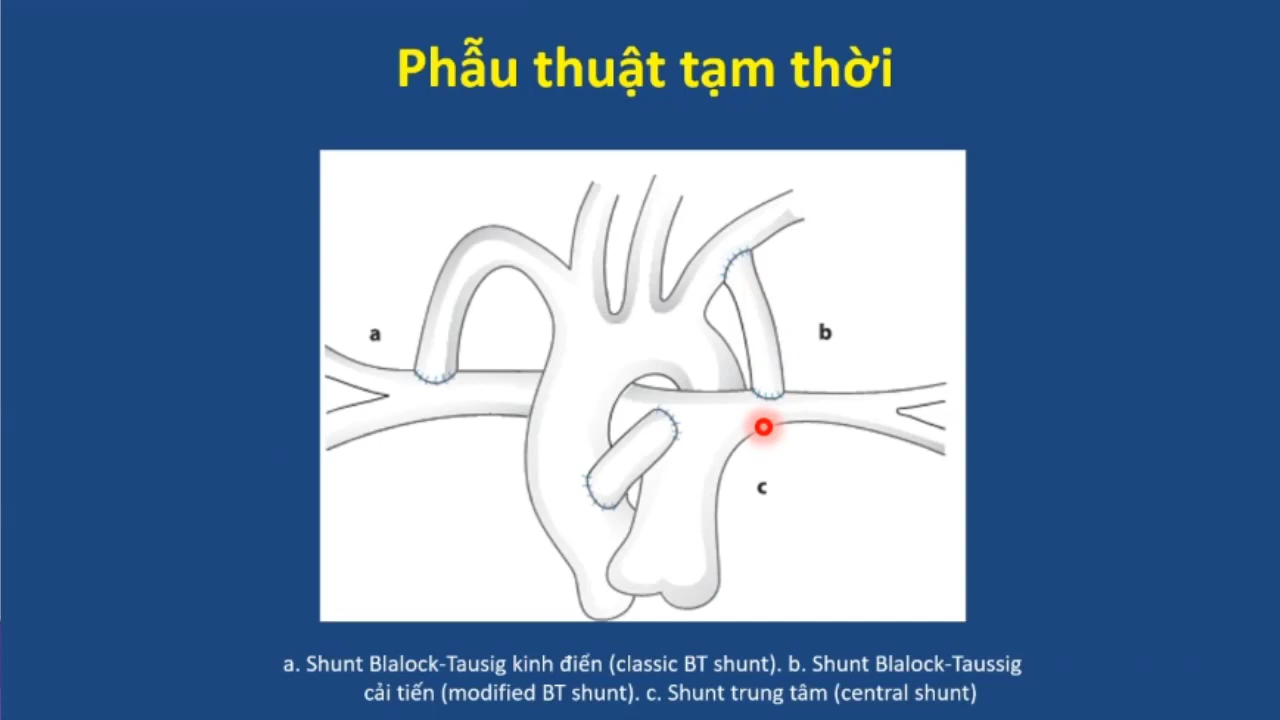 Phẫu thuật tạm thời
a
b
c
a. Shunt Blalock-Tausig kinh điển (classic BT shunt). b. Shunt Blalock-Taussig
cải tiến (modified BT shunt). c. Shunt trung tâm (central shunt)